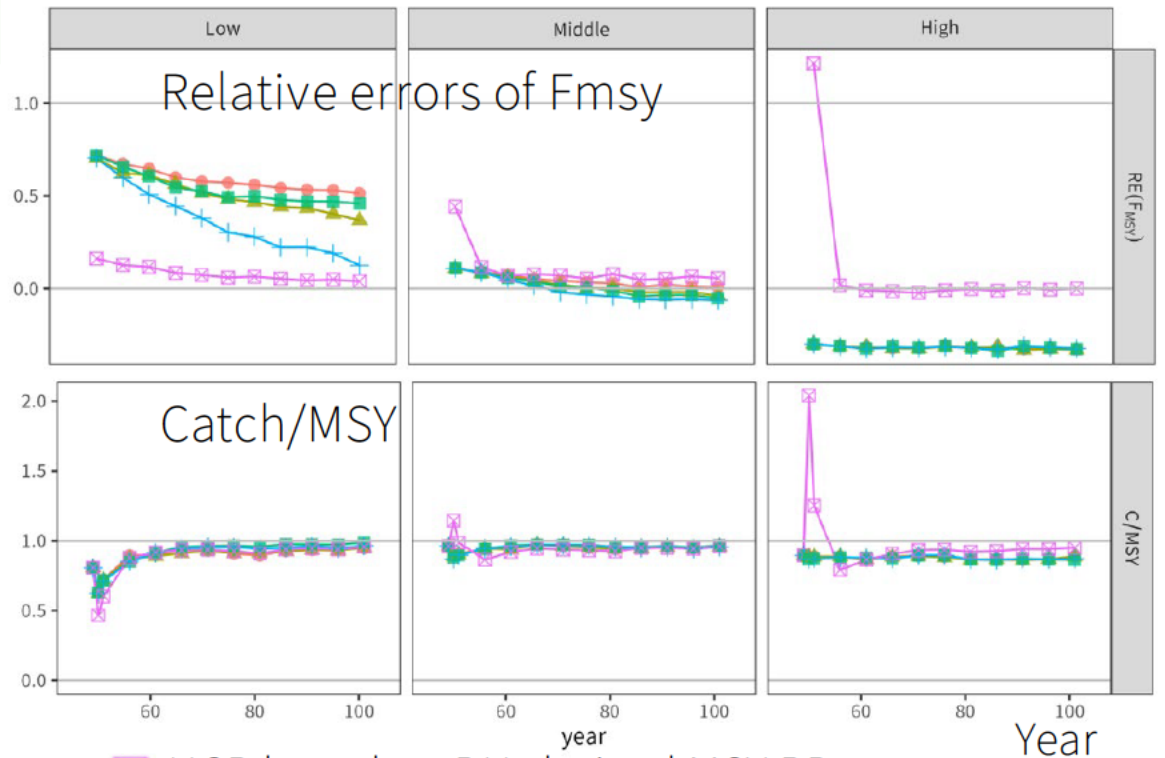 Low Middle High
Relative errors of Fmsy
1.0
0.5
0.0
RE(FMSY)
Catch/MSY
2.0
1.5
1.0
0.5
0.0
C/MSY
60 80 100 60 80 100 60 80 100
year
Year